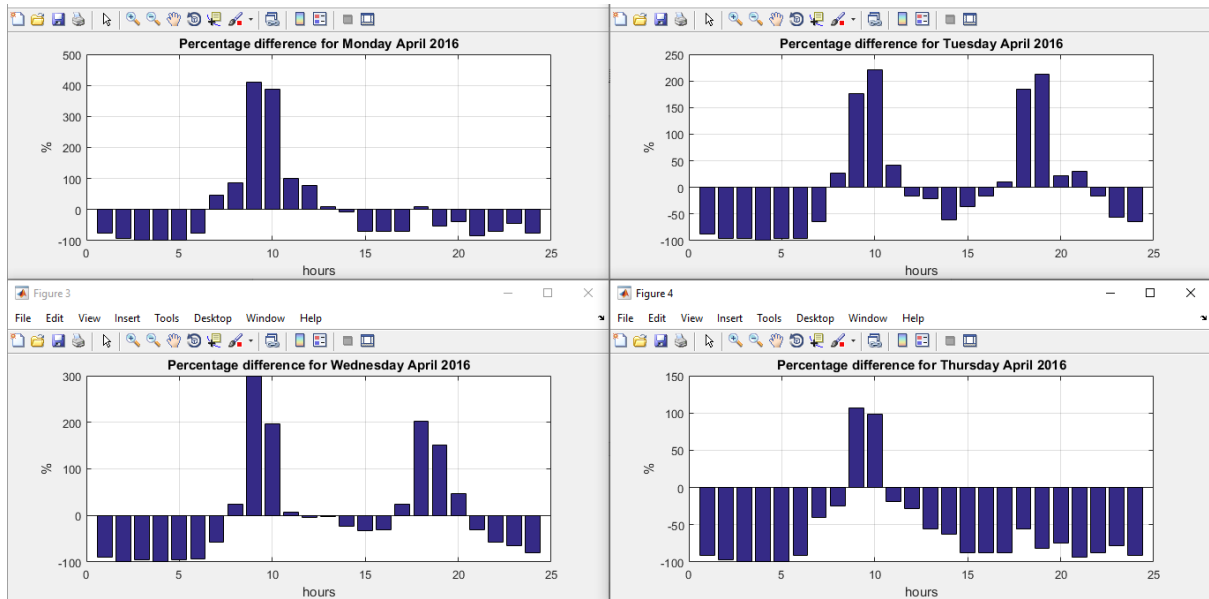 Percentage difference for Monday April 2016
500
400
300
200
100
0
-100
%
0 5 10 15 20 25
hours
Percentage difference for Tuesday April 2016
250
200
150
100
50
0
-50
-100
%
0 5 10 15 20 25
hours
Figure 3
File Edit View Insert Tools Desktop Window Help
Percentage difference for Wednesday April 2016
300
200
100
0
-100
%
0 5 10 15 20 25
hours
Figure 4
File Edit View Insert Tools Desktop Window Help
Percentage difference for Thursday April 2016
150
100
50
0
-50
-100
%
0 5 10 15 20 25
hours